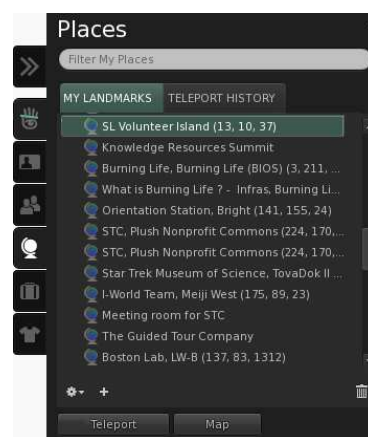 Places
Filter My Places
MY LANDMARKS TELEPORT HISTORY
SL Volunteer Island (13, 10, 37)
Knowledge Resources Summit
Burning Life, Burning Life (BIOS) (3, 211, ...
What is Burning Life ? - Infras, Burning Li...
Orientation Station, Bright (141, 155, 24)
STC, Plush Nonprofit Commons (224, 170,...
STC, Plush Nonprofit Commons (224, 170,...
Star Trek Museum of Science, TovaDok II ...
I-World Team, Meiji West (175, 89, 23)
Meeting room for STC
The Guided Tour Company
Boston Lab, LW-B (137, 83, 1312)
Teleport Map